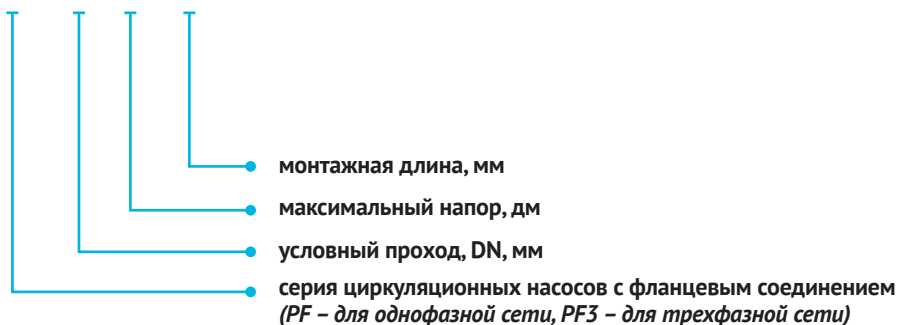 монтажная длина, мм
максимальный напор, дм
условный проход, DN, мм
серия циркуляционных насосов с фланцевым соединением
(PF – для однофазной сети, PF3 – для трехфазной сети)